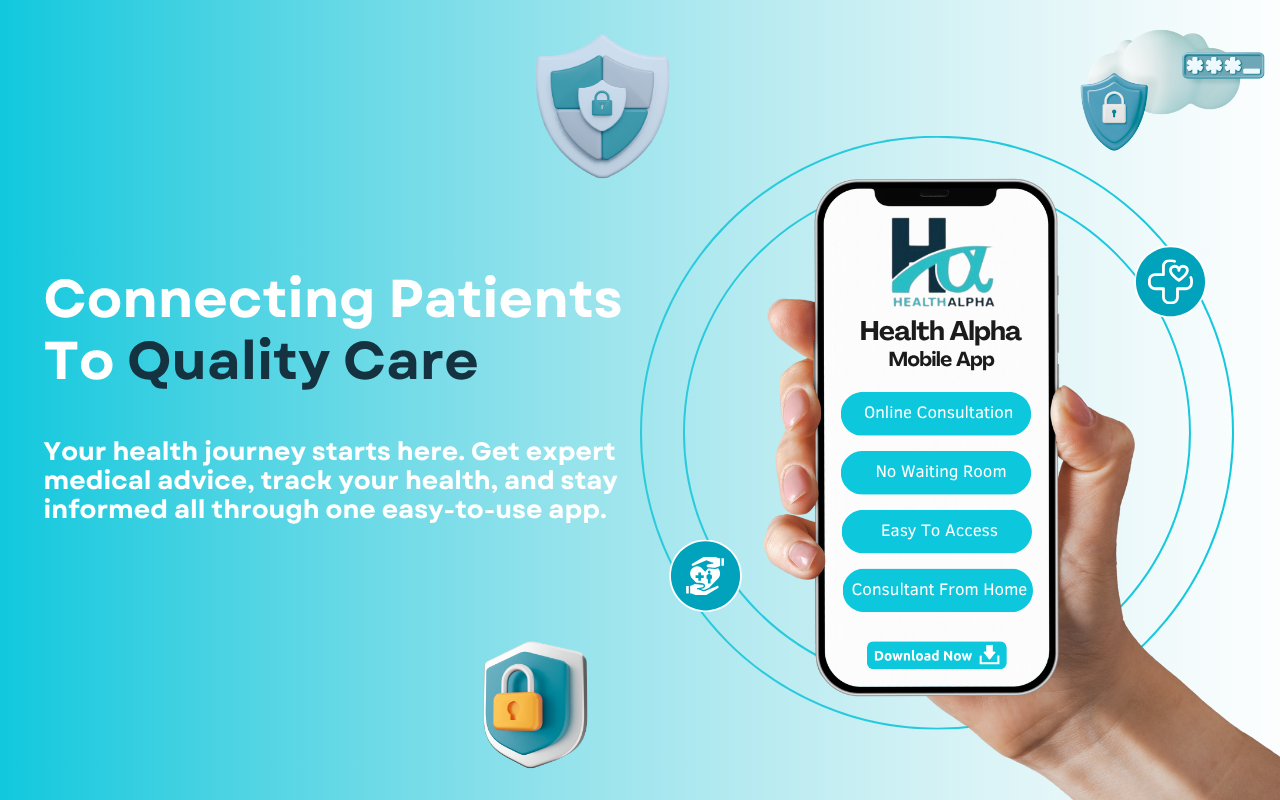 Connecting Patients
To Quality Care
Your health journey starts here. Get expert
medical advice, track your health, and stay
informed all through one easy-to-use app.
***_
Hα
HEALTHALPHA
Health Alpha
Mobile App
Online Consultation
No Waiting Room
Easy To Access
Consultant From Home
Download Now